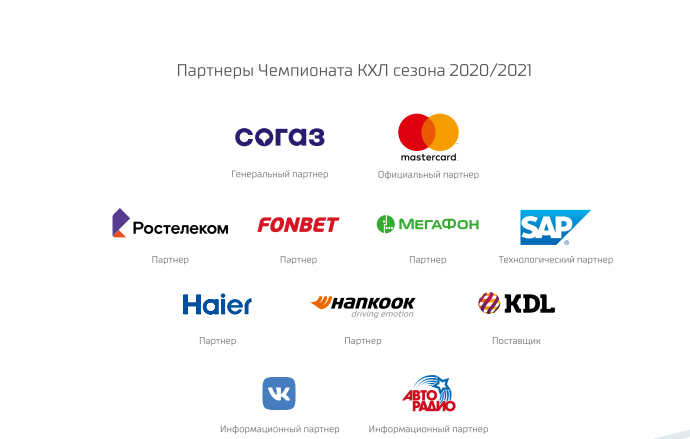 Партнеры Чемпионата КХЛ сезона 2020/2021
согаз
mastercard.
Генеральный партнер
Официальный партнер
Ростелеком
FONBET
МЕГАФОН
SAP
®
Партнер
Партнер
Партнер
Технологический партнер
Haier
HANKOOK
driving emotion
KDL
Партнер
Партнер
Поставщик
VK
АВТО
РАДИО
Информационный партнер
Информационный партнер